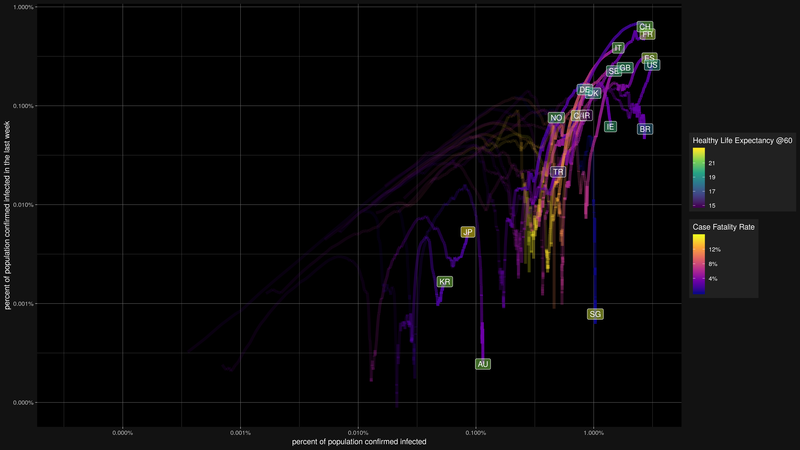 1.000%
0.100%
0.010%
0.001%
0.000%
percent of population confirmed infected in the last week
CH
FR
IT
ES
US
SE
GB
DE
DK
NO
IR
IE
BR
TR
JP
KR
SG
AU
0.000%
0.001%
0.010%
0.100%
1.000%
percent of population confirmed infected
Healthy Life Expectancy @60
21
19
17
15
Case Fatality Rate
12%
8%
4%